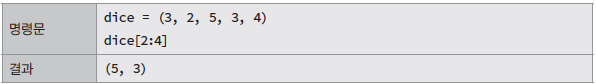 명령문
dice = (3, 2, 5, 3, 4)
dice[2:4]
결과
(5, 3)